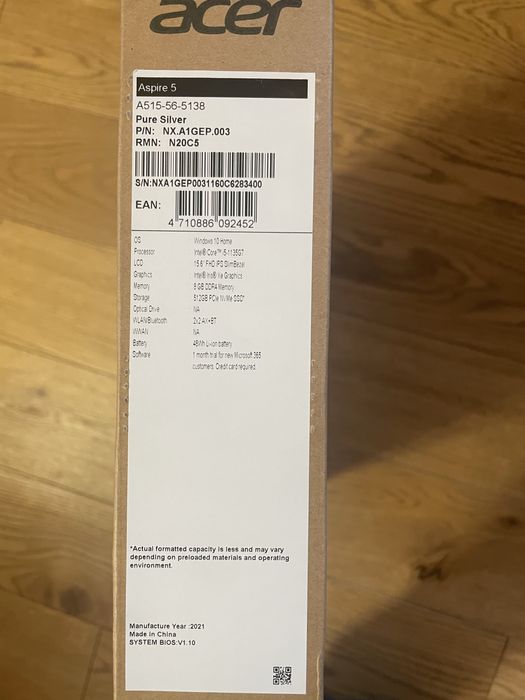 acer
Aspire 5
A515-56-5138
Pure Silver
P/N: NX.A1GEP.003
RMN: N20C5
S/N:NXA1GEP0031160C6283400
EAN:
4 710886 092452
OS Windows 10 Home
Processor Intel® Core™ i5-1135G7
LCD 15.6" FHD IPS SlimBezel
Graphics Intel® Iris® Xe Graphics
Memory 8 GB DDR4 Memory
Storage 512GB PCIe NVMe SSD*
Optical Drive NA
WLAN/Bluetooth 2x2 AX+BT
WWAN NA
Battery 48Wh Li-ion battery
Software 1 month trial for new Microsoft 365
customers. Credit card required.
*Actual formatted capacity is less and may vary
depending on preloaded materials and operating
environment.
Manufacture Year :2021
Made in China
SYSTEM BIOS:V1.10